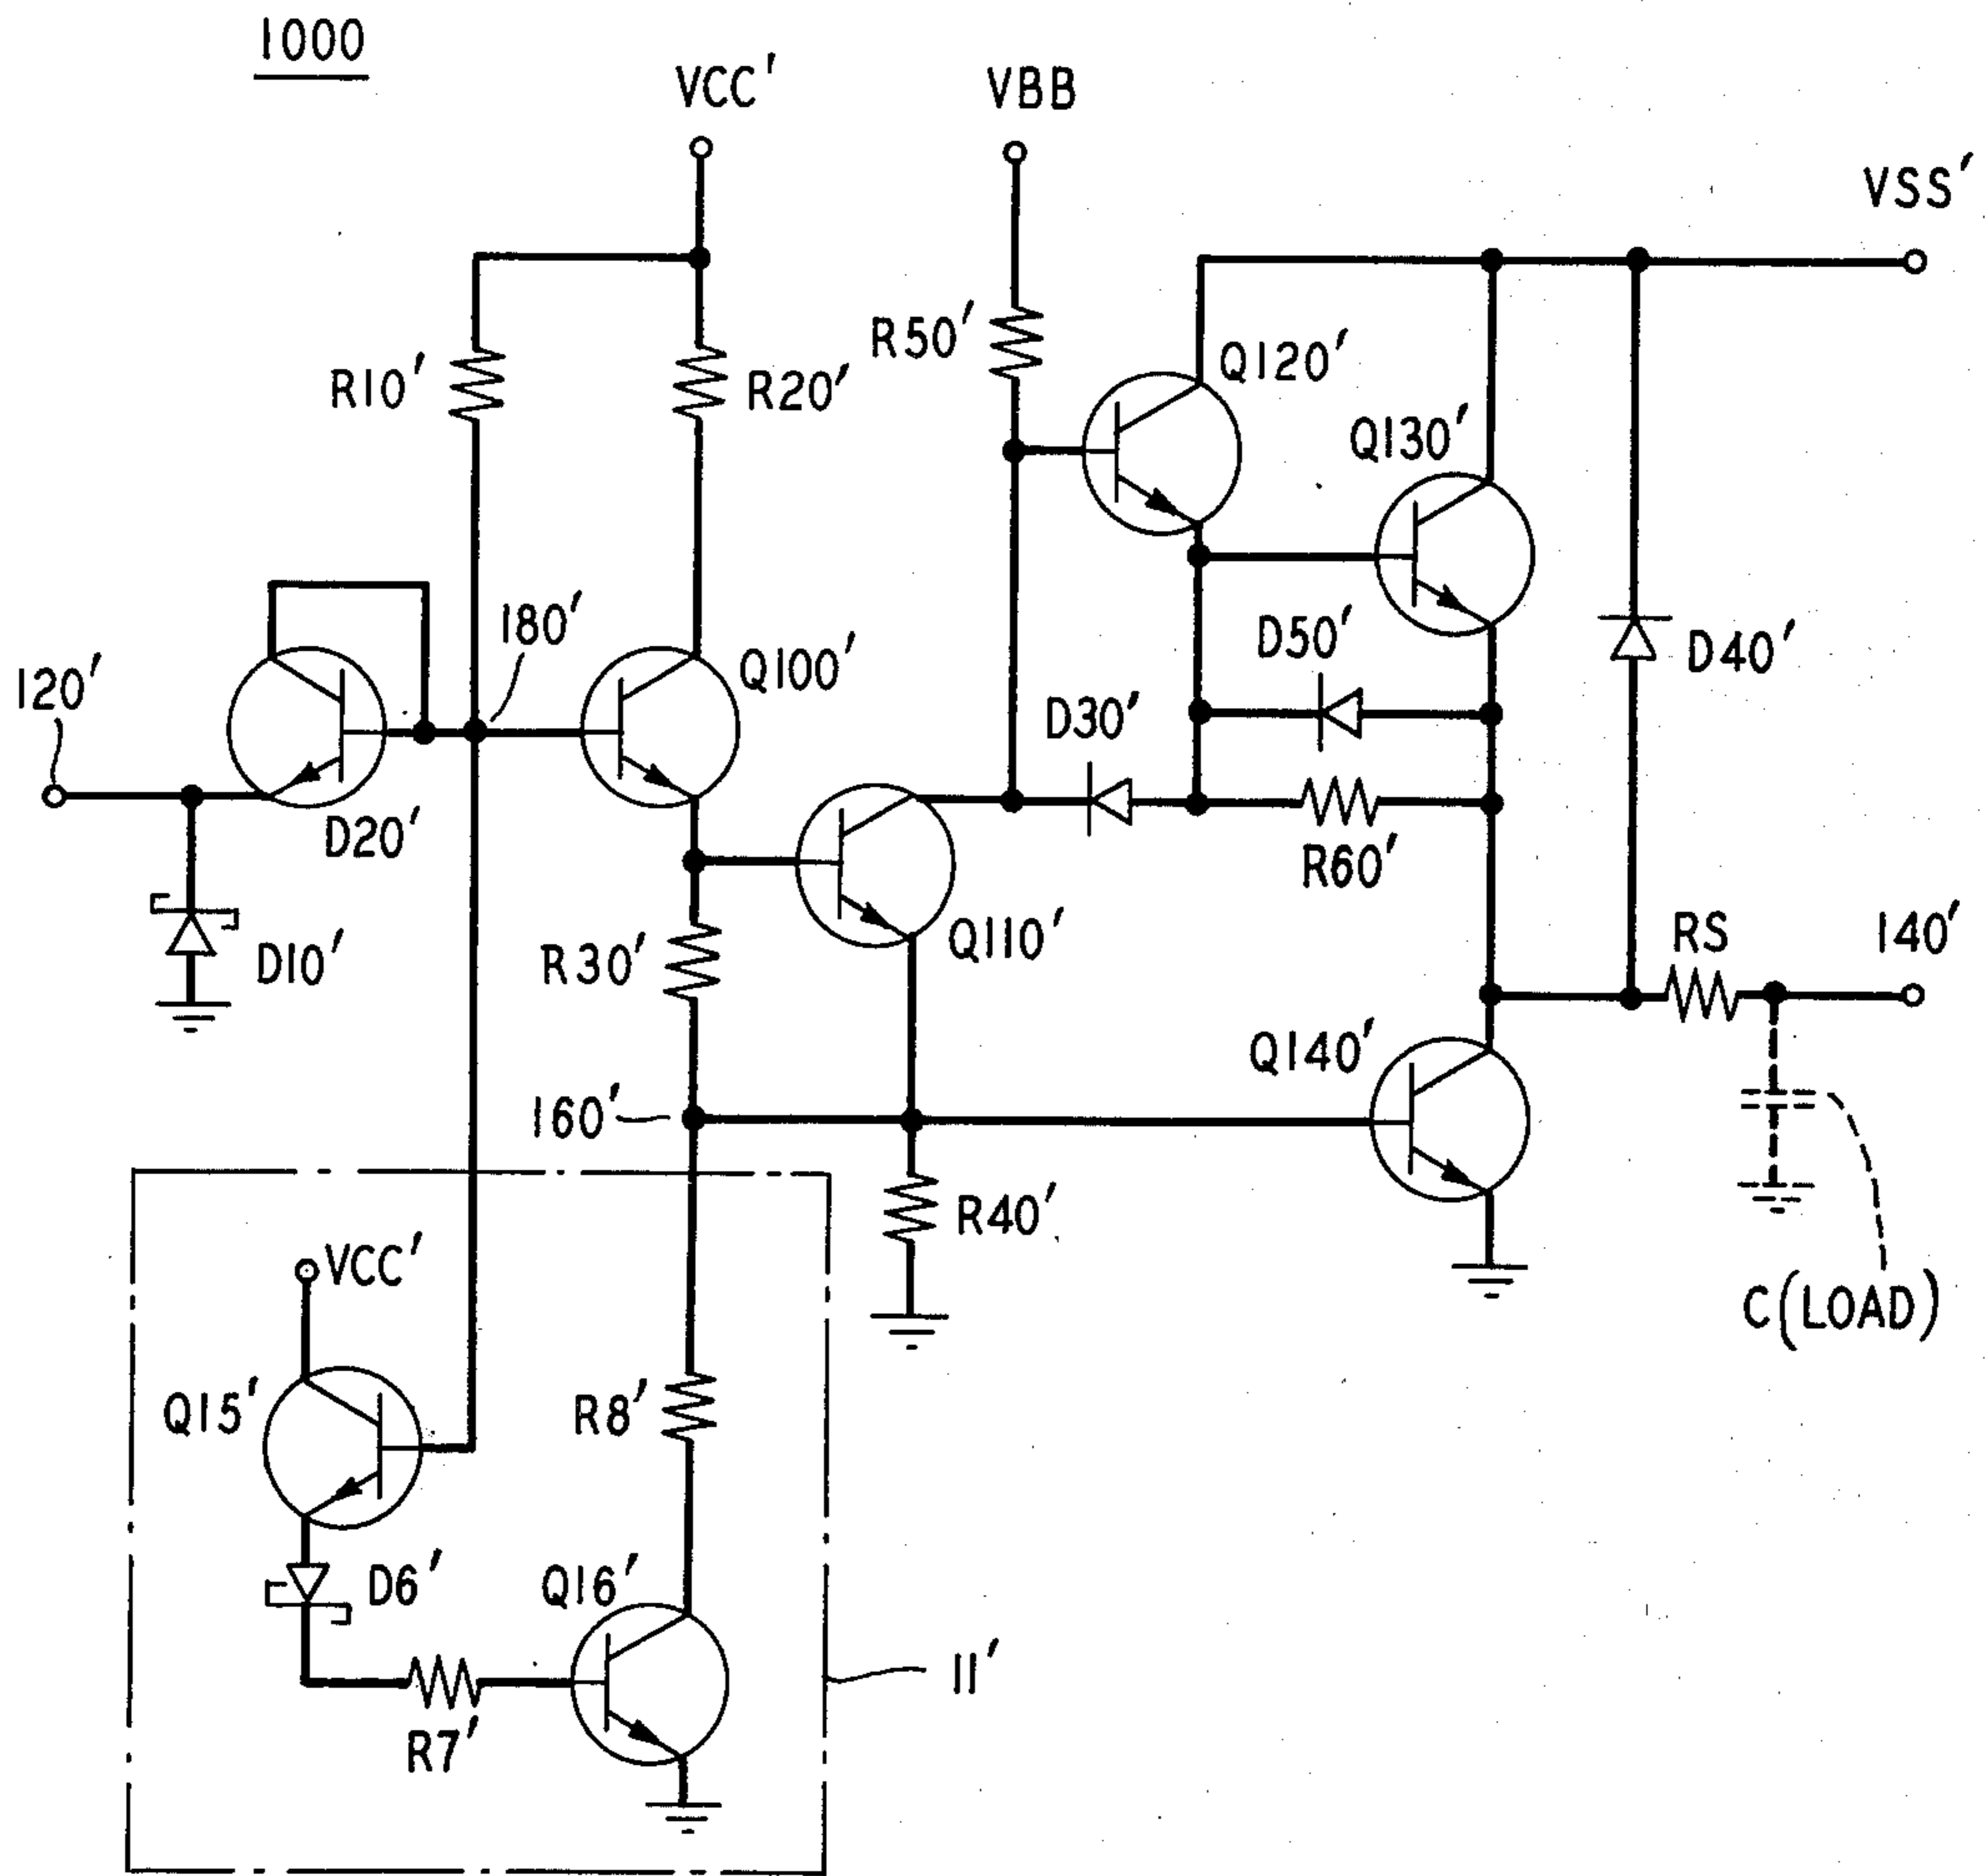 1000
VCC'
VBB
VSS'
R10'
R20'
R50'
Q120'
Q130'
120'
180'
Q100'
D50'
D40'
D30'
D20'
R60'
D10'
R30'
Q110'
RS
140'
Q140'
160'
R40'
VCC'
C(LOAD)
Q15'
R8'
D6'
Q16'
11'
R7'